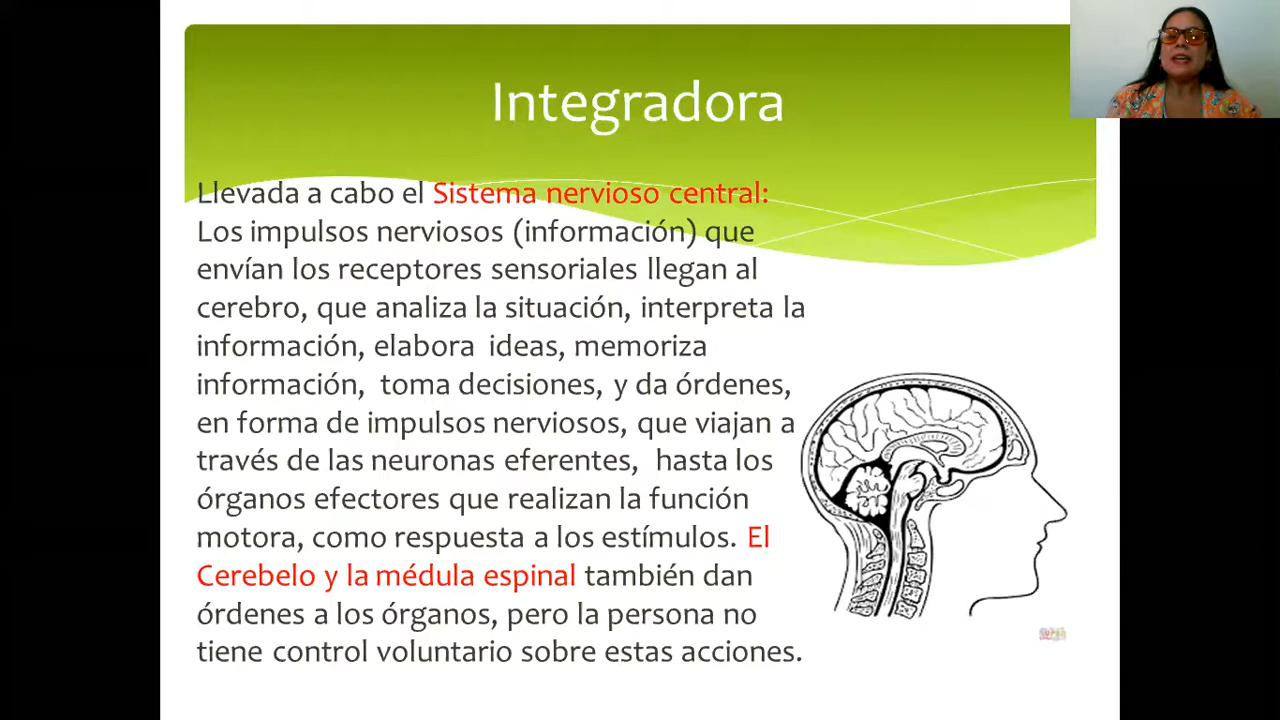 Integradora
Llevada a cabo el Sistema nervioso central:
Los impulsos nerviosos (información) que
envían los receptores sensoriales llegan al
cerebro, que analiza la situación, interpreta la
información, elabora ideas, memoriza
información, toma decisiones, y da órdenes,
en forma de impulsos nerviosos, que viajan a
través de las neuronas eferentes, hasta los
órganos efectores que realizan la función
motora, como respuesta a los estímulos. El
Cerebelo y la médula espinal también dan
órdenes a los órganos, pero la persona no
tiene control voluntario sobre estas acciones.